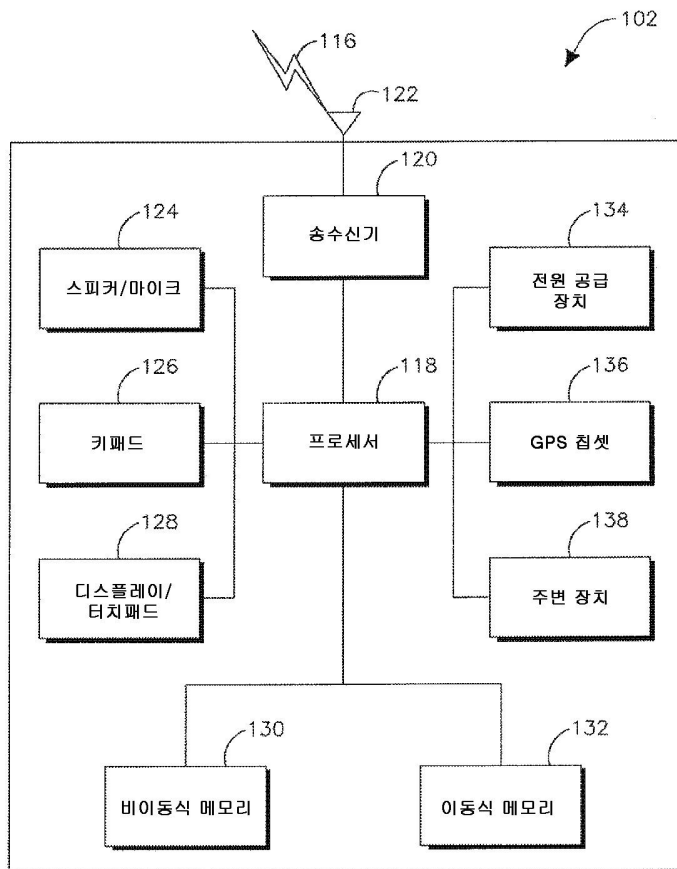 116
102
122
120
송수신기
124
스피커/마이크
134
전원 공급
장치
126
키패드
118
프로세서
136
GPS 칩셋
128
디스플레이/
터치패드
138
주변 장치
130
비이동식 메모리
132
이동식 메모리